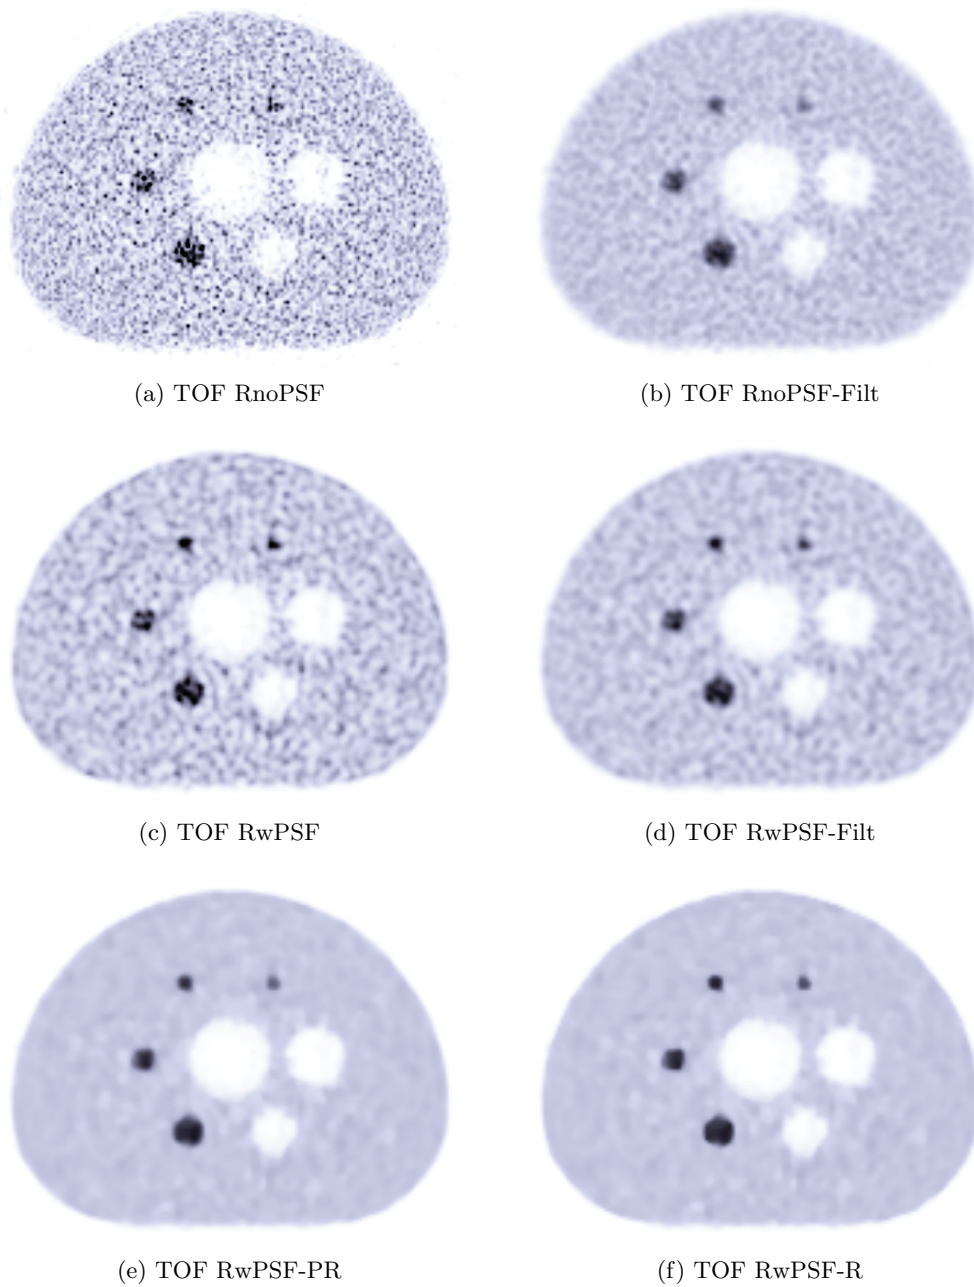 (a) TOF RnoPSF
(b) TOF RnoPSF-Filt
(c) TOF RwPSF
(d) TOF RwPSF-Filt
(e) TOF RwPSF-PR
(f) TOF RwPSF-R